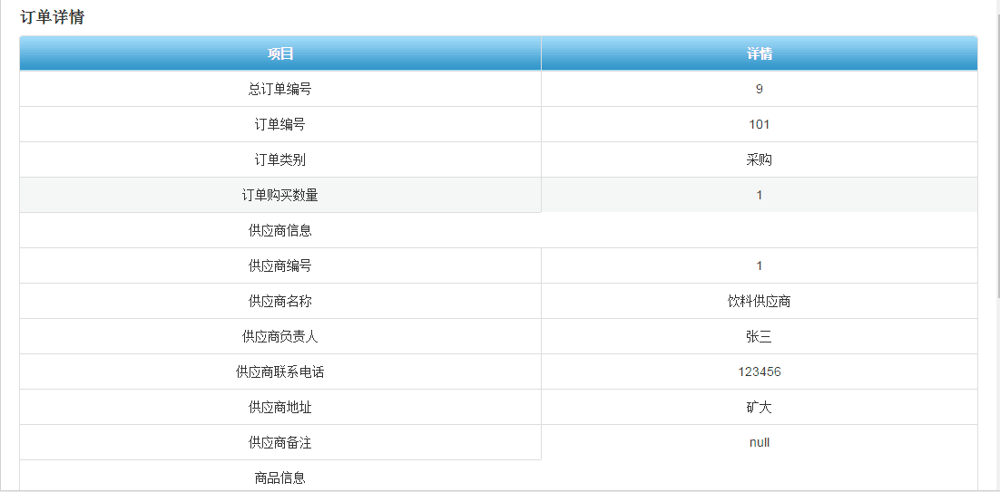 订单详情
项目 详情
总订单编号 9
订单编号 101
订单类别 采购
订单购买数量 1
供应商信息
供应商编号 1
供应商名称 饮料供应商
供应商负责人 张三
供应商联系电话 123456
供应商地址 矿大
供应商备注 null
商品信息